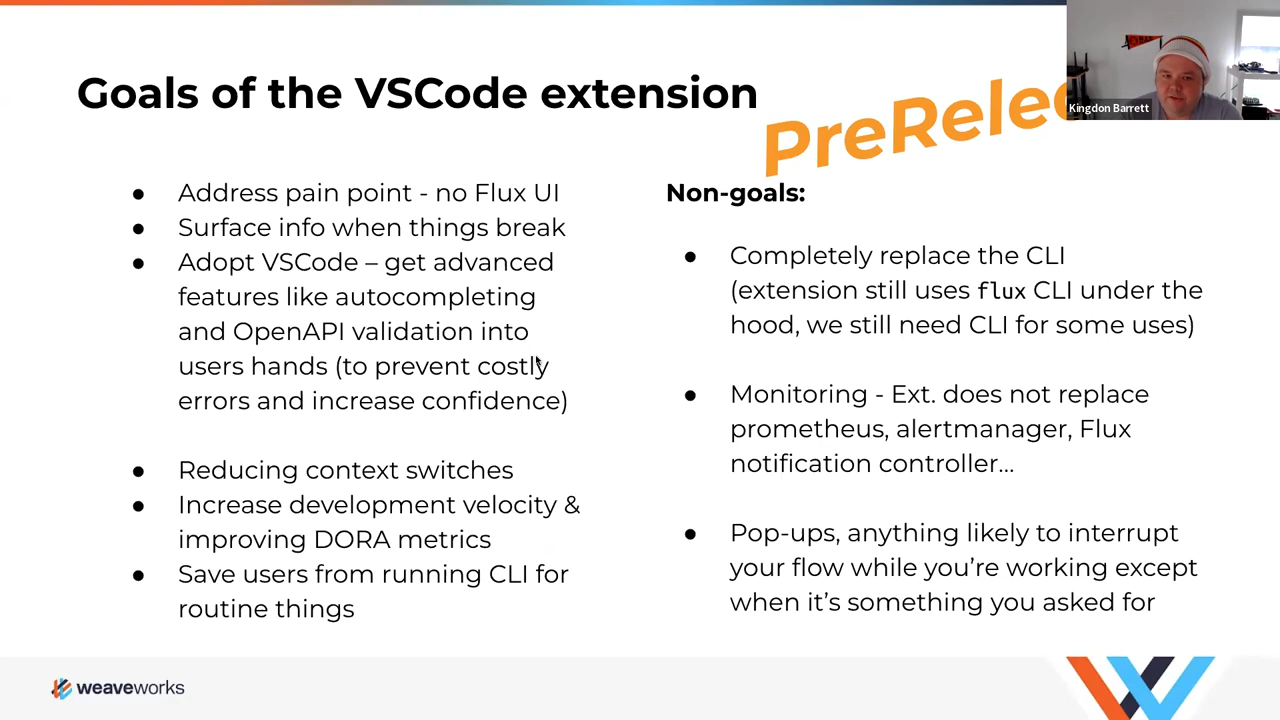 Goals of the VSCode extension
PreRelea
Kingdon Barrett
● Address pain point - no Flux UI
● Surface info when things break
● Adopt VSCode – get advanced
features like autocompleting
and OpenAPI validation into
users hands (to prevent costly
errors and increase confidence)
● Reducing context switches
● Increase development velocity &
improving DORA metrics
● Save users from running CLI for
routine things
Non-goals:
● Completely replace the CLI
(extension still uses flux CLI under the
hood, we still need CLI for some uses)
● Monitoring - Ext. does not replace
prometheus, alertmanager, Flux
notification controller...
● Pop-ups, anything likely to interrupt
your flow while you’re working except
when it’s something you asked for
weaveworks